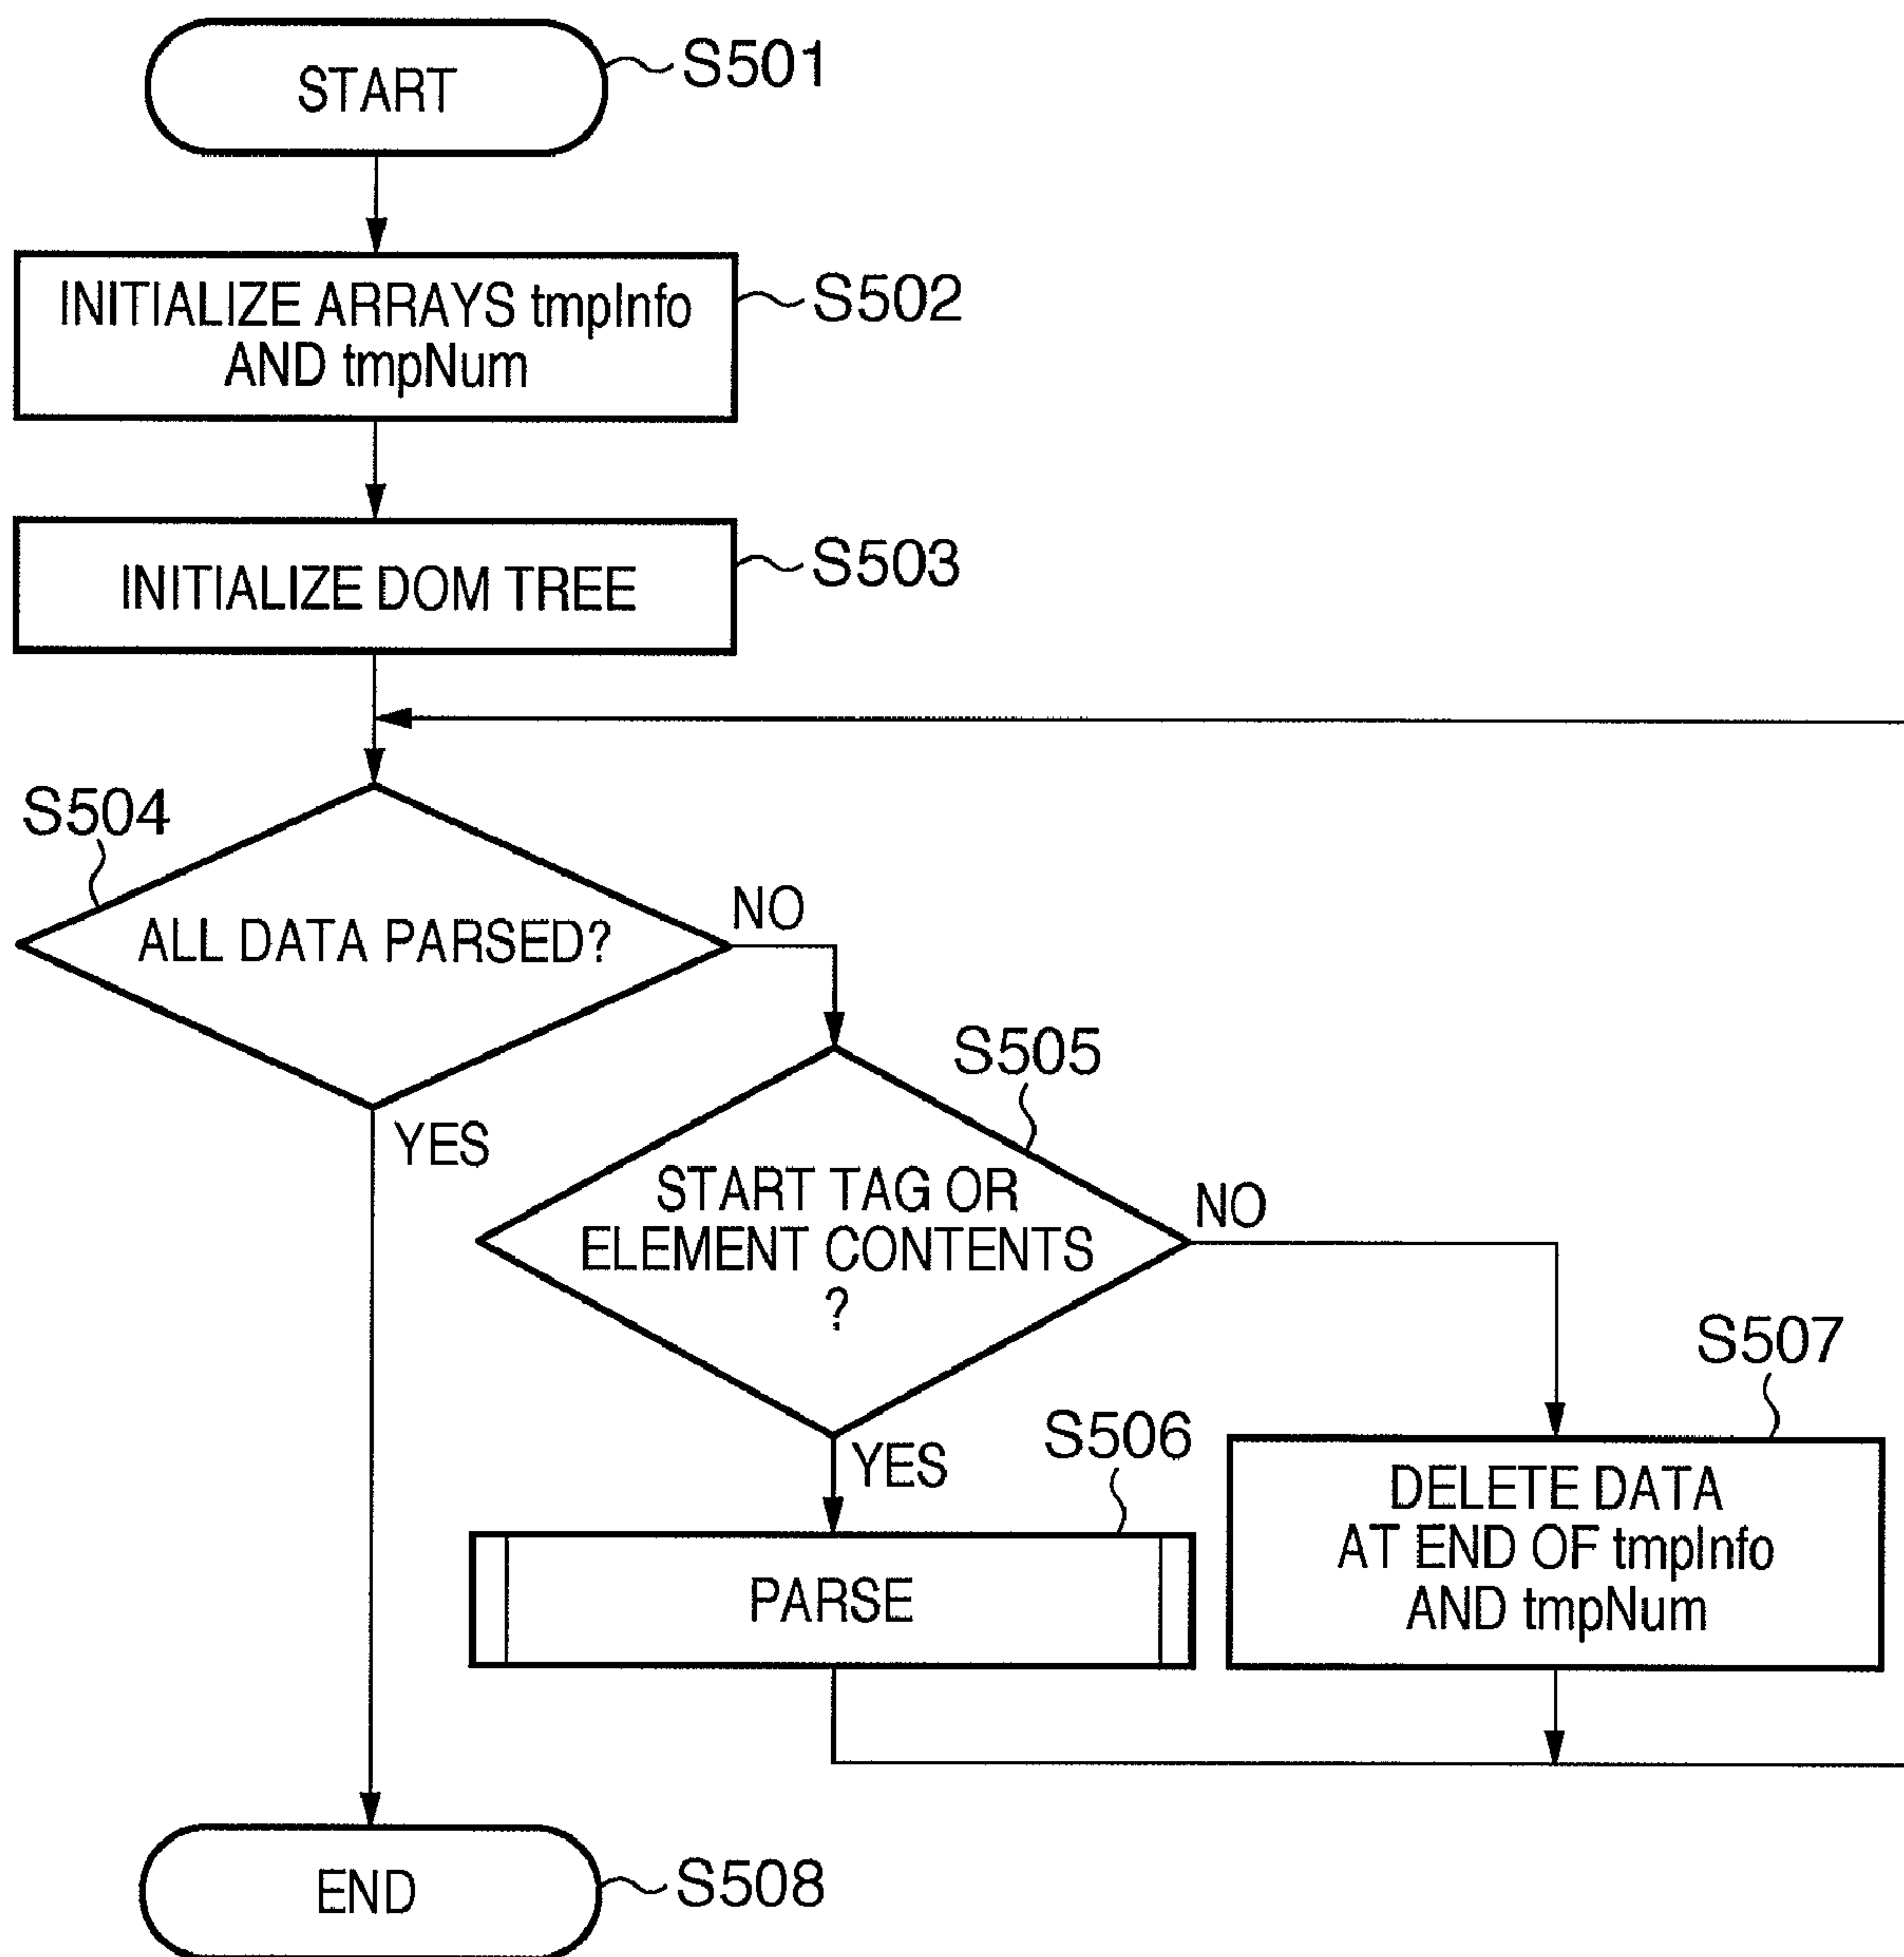 START
S501
INITIALIZE ARRAYS tmpInfo
AND tmpNum
S502
INITIALIZE DOM TREE
S503
S504
ALL DATA PARSED?
NO
YES
S505
START TAG OR
ELEMENT CONTENTS
?
NO
YES
S506
PARSE
S507
DELETE DATA
AT END OF tmpInfo
AND tmpNum
END
S508